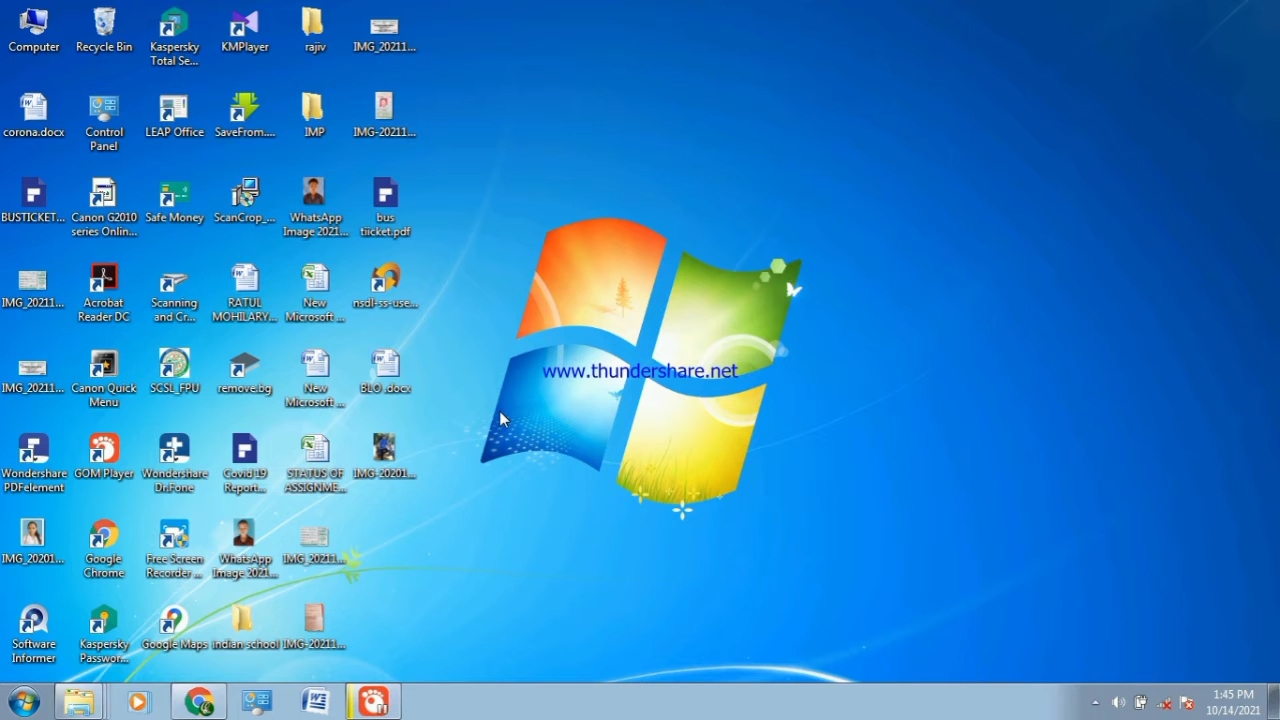 Computer
Recycle Bin
Kaspersky
Total Se...
KMPlayer
rajiv
IMG_20211...
corona.docx
Control
Panel
LEAP Office
SaveFrom....
IMP
IMG-20211...
BUSTICKET...
Canon G2010
series Onlin...
Safe Money
ScanCrop_...
WhatsApp
Image 2021...
bus
tiicket.pdf
IMG_20211...
Acrobat
Reader DC
Scanning
and Cr...
RATUL
MOHILARY...
New
Microsoft ...
nsdl-ss-use...
www.thundershare.net
IMG_20211...
Canon Quick
Menu
SCSL_FPU
remove.bg
New
Microsoft ...
BLO .docx
Wondershare
PDFelement
GOM Player
Wondershare
Dr.Fone
Covid 19
Report...
STATUS OF
ASSIGNME...
IMG-20201...
IMG_20201...
Google
Chrome
Free Screen
Recorder ...
WhatsApp
Image 2021...
IMG_20211...
Software
Informer
Kaspersky
Passwor...
Google Maps
indian school
IMG-20211...
1:45 PM
10/14/2021